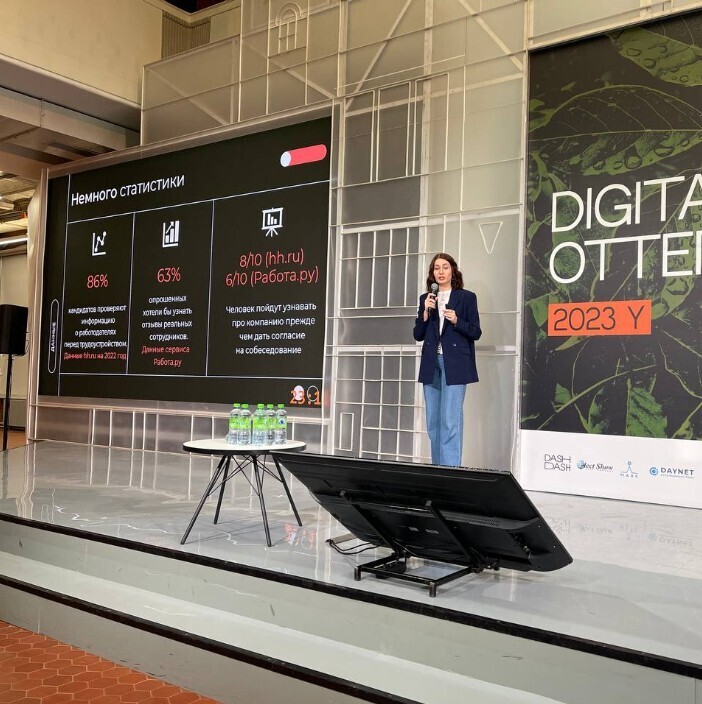 Немного статистики
86%
кандидатов проверяют
информацию
о работодателях
перед трудоустройством.
Данные hh.ru на 2022 год
63%
опрошенных
хотели бы узнать
отзывы реальных
сотрудников.
Данные сервиса
Работа.ру
8/10 (hh.ru)
6/10 (Работа.ру)
Человек пойдут узнавать
про компанию прежде
чем дать согласие
на собеседование
DIGITA
OTTER
2023 Y
DASH
DASH
DAYNET